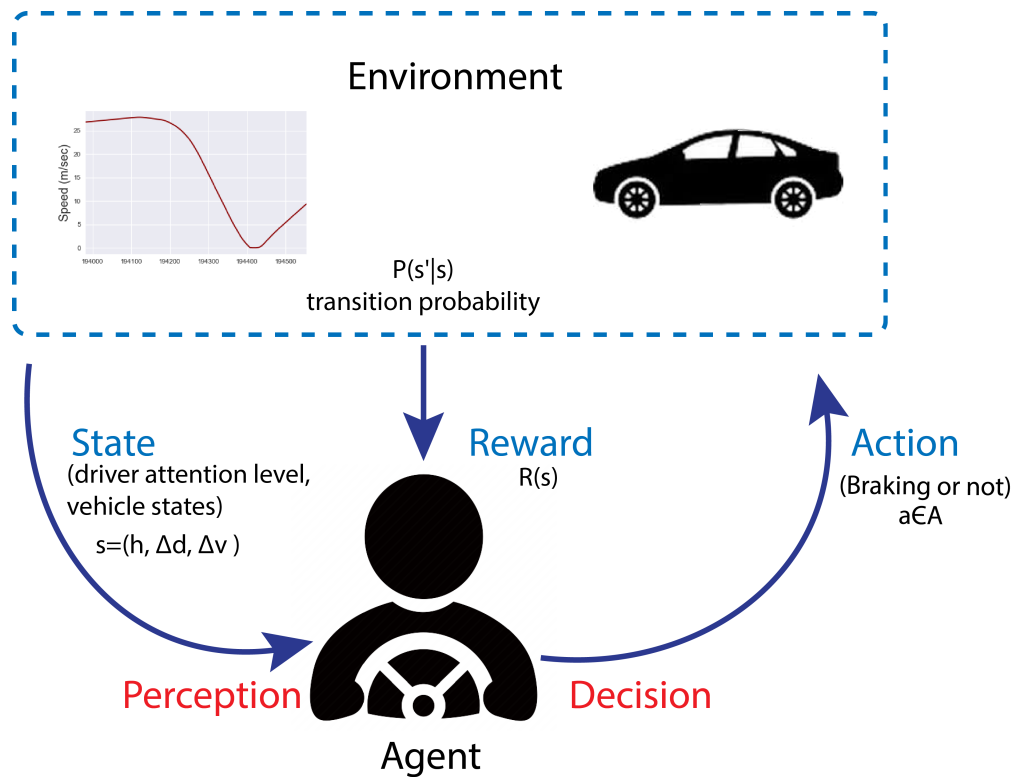 Environment
Speed (m/sec)
25
20
15
10
5
0
194000 194100 194200 194300 194400 194500
P(s'|s)
transition probability
State
(driver attention level,
vehicle states)
s=(h, Δd, Δv )
Reward
R(s)
Action
(Braking or not)
aЄA
Perception
Decision
Agent